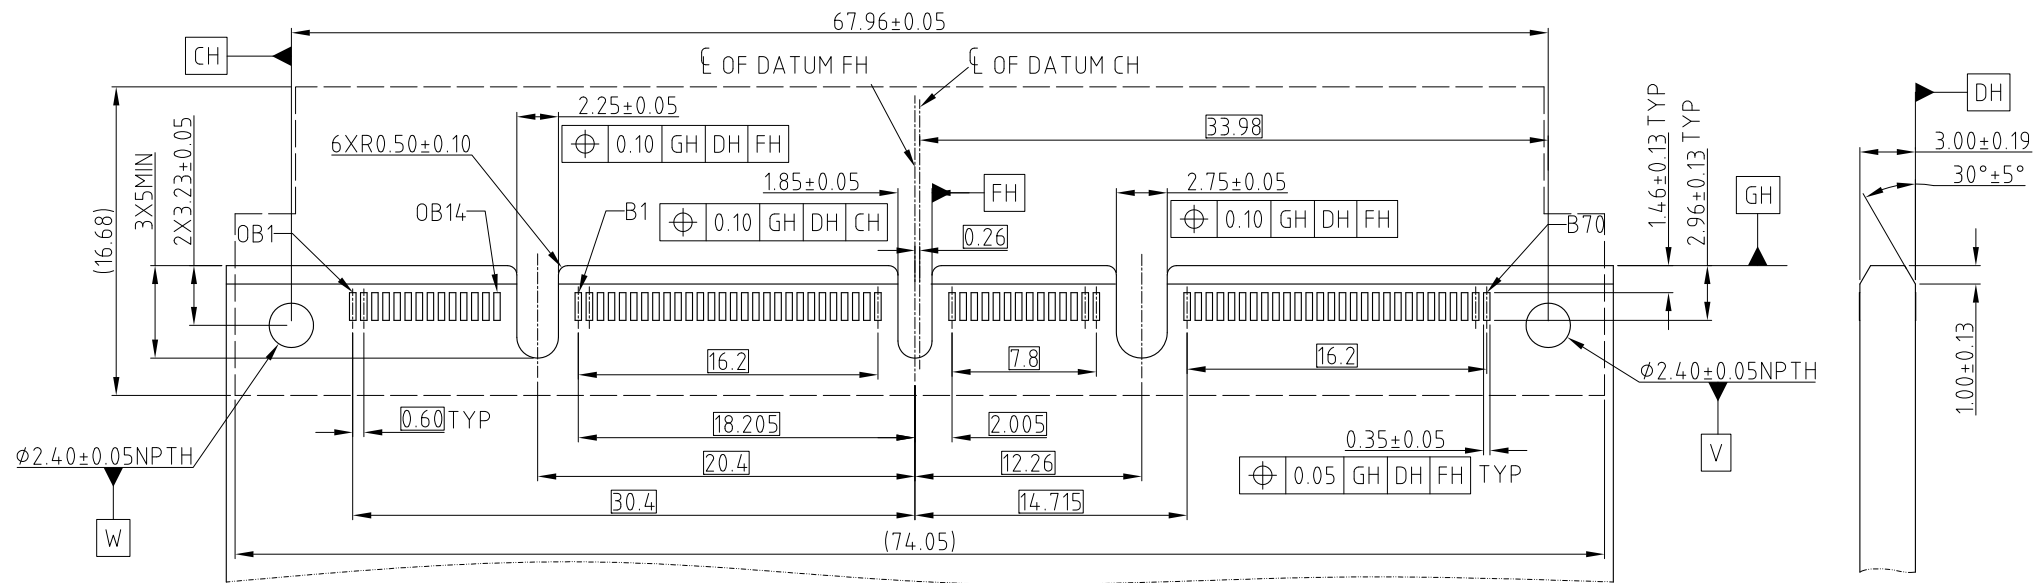 67.96±0.05
CH
℄ OF DATUM FH
℄ OF DATUM CH
DH
2.25±0.05
⌖ 0.10 GH DH FH
33.98
1.46±0.13 TYP
2.96±0.13 TYP
3.00±0.19
30°±5°
6XR0.50±0.10
(16.68)
3X5MIN
2X3.23±0.05
1.85±0.05
FH
2.75±0.05
GH
OB14
B1
⌖ 0.10 GH DH CH
⌖ 0.10 GH DH FH
B70
OB1
0.26
16.2
7.8
16.2
Ø2.40±0.05NPTH
1.00±0.13
0.60 TYP
18.205
2.005
0.35±0.05
V
Ø2.40±0.05NPTH
20.4
12.26
⌖ 0.05 GH DH FH TYP
30.4
14.715
W
(74.05)